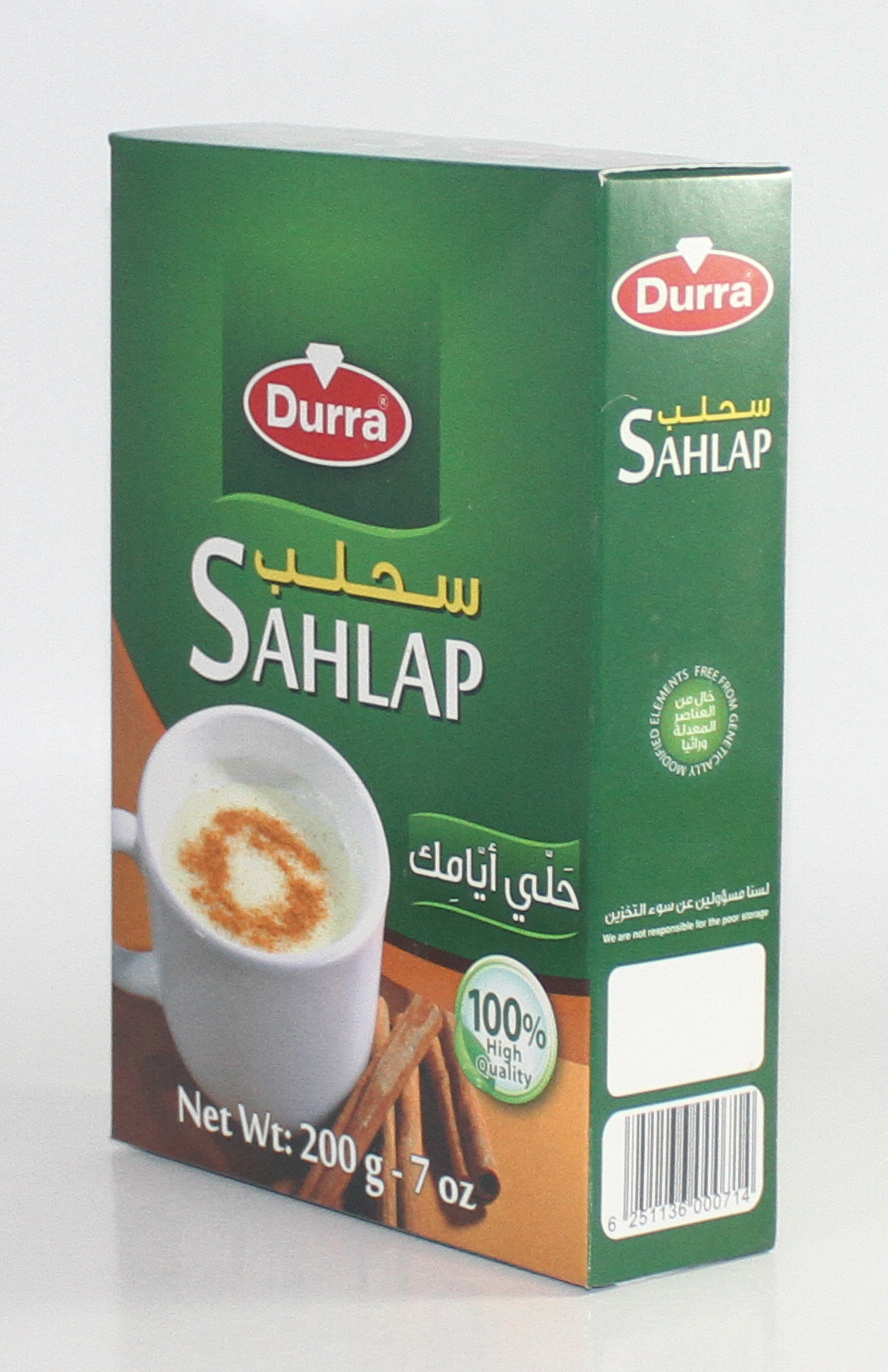 Durra®
سحلب
SAHLAP
حَلّي أيّامِك
100%
High
Quality
Net Wt: 200 g - 7 oz
Durra®
سحلب
SAHLAP
FREE FROM GENETICALLY MODIFIED ELEMENTS
خال من
العناصر
المعدلة
وراثيا
لسنا مسؤولين عن سوء التخزين
We are not responsible for the poor storage
6 251136 000714